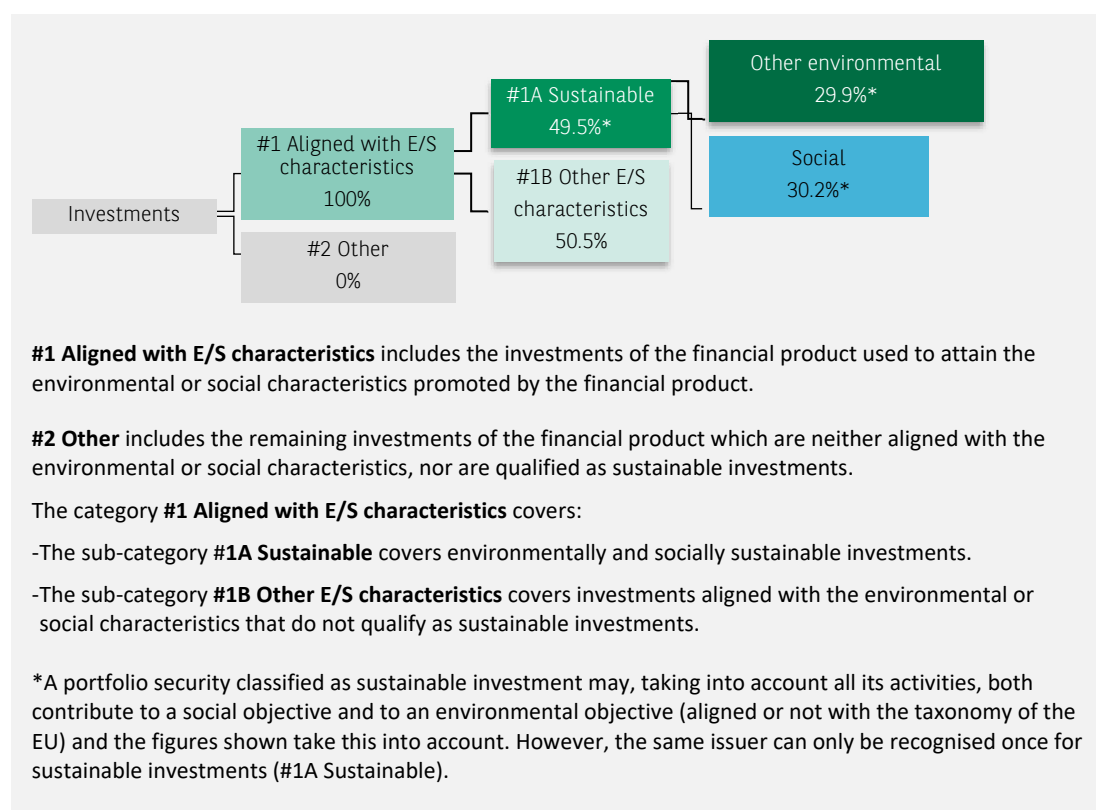 Investments
#1 Aligned with E/S
characteristics
100%
#2 Other
0%
#1A Sustainable
49.5%*
#1B Other E/S
characteristics
50.5%
Other environmental
29.9%*
Social
30.2%*
#1 Aligned with E/S characteristics includes the investments of the financial product used to attain the
environmental or social characteristics promoted by the financial product.
#2 Other includes the remaining investments of the financial product which are neither aligned with the
environmental or social characteristics, nor are qualified as sustainable investments.
The category #1 Aligned with E/S characteristics covers:
-The sub-category #1A Sustainable covers environmentally and socially sustainable investments.
-The sub-category #1B Other E/S characteristics covers investments aligned with the environmental or
social characteristics that do not qualify as sustainable investments.
*A portfolio security classified as sustainable investment may, taking into account all its activities, both
contribute to a social objective and to an environmental objective (aligned or not with the taxonomy of the
EU) and the figures shown take this into account. However, the same issuer can only be recognised once for
sustainable investments (#1A Sustainable).